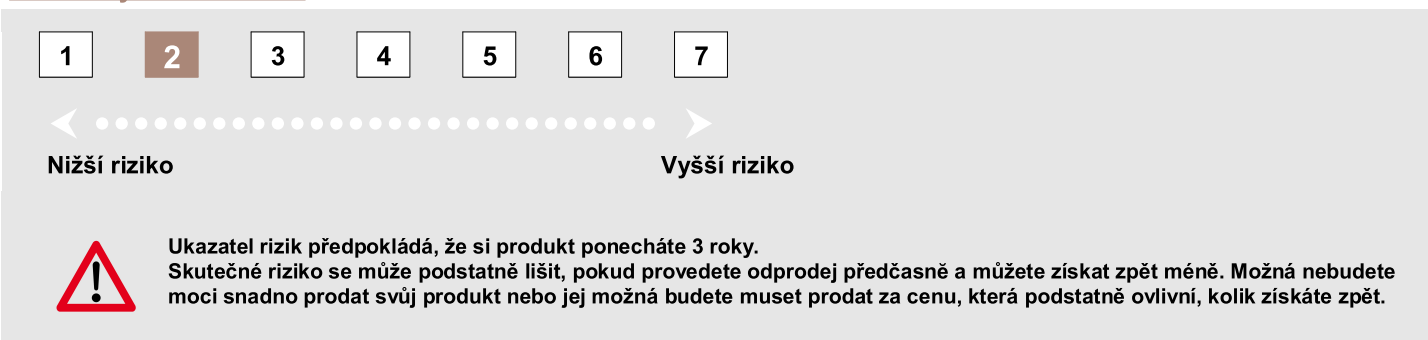 1 2 3 4 5 6 7
Nižší riziko Vyšší riziko
Ukazatel rizik předpokládá, že si produkt ponecháte 3 roky.
Skutečné riziko se může podstatně lišit, pokud provedete odprodej předčasně a můžete získat zpět méně. Možná nebudete
moci snadno prodat svůj produkt nebo jej možná budete muset prodat za cenu, která podstatně ovlivní, kolik získáte zpět.